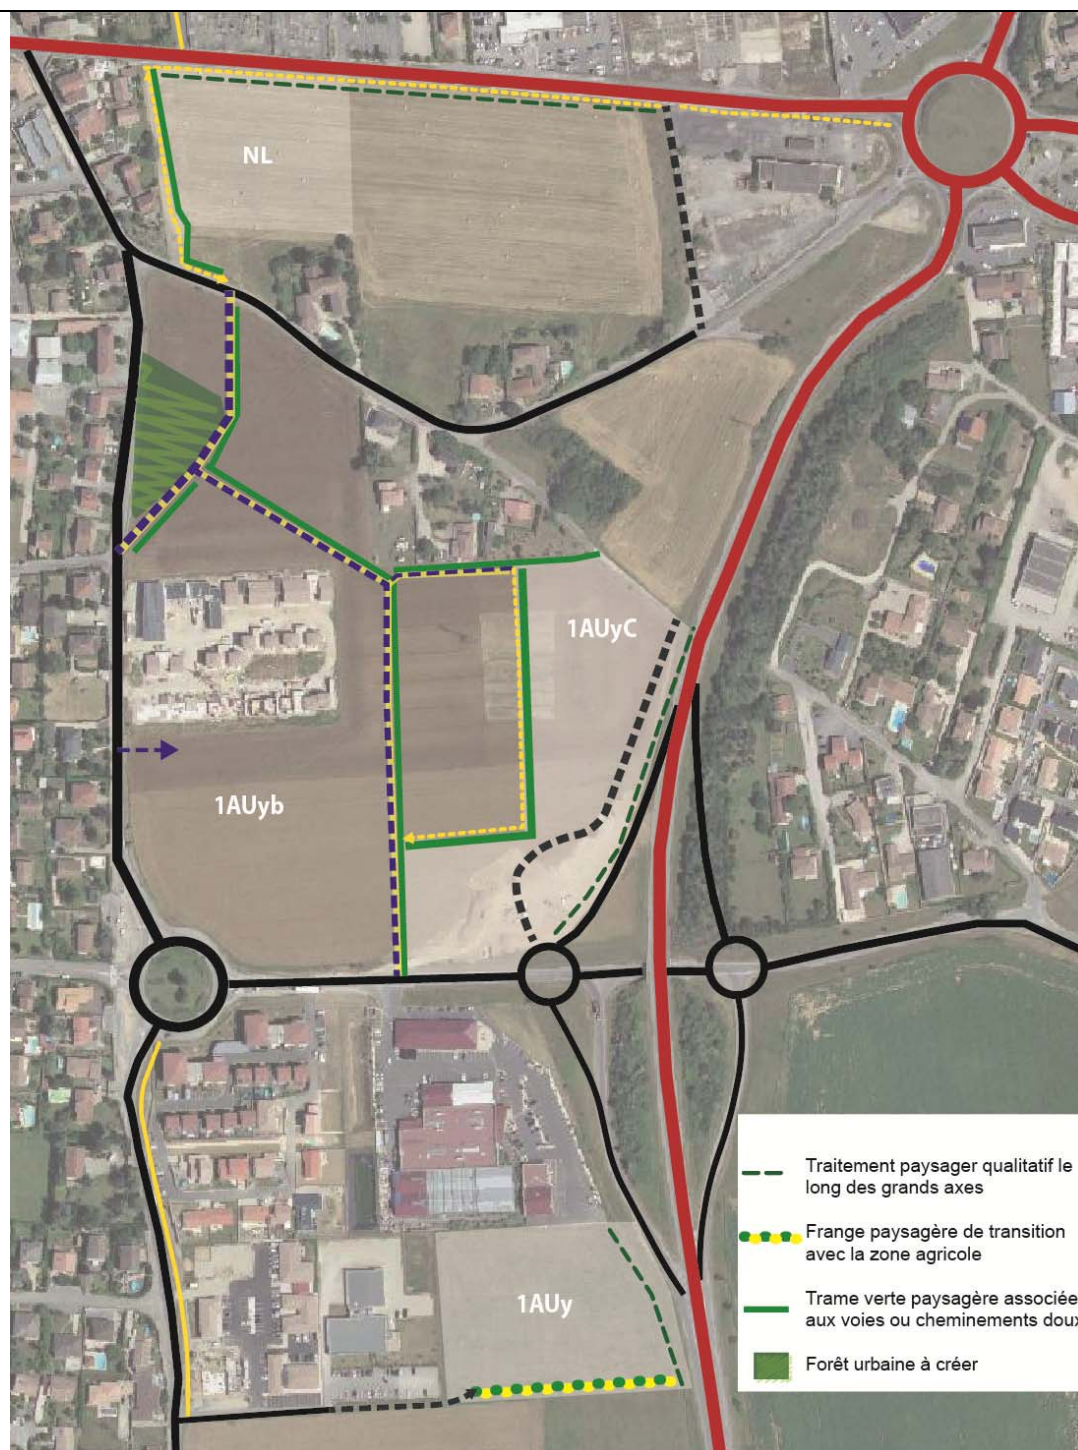 NL
1AUyC
1AUyb
1AUy
Traitement paysager qualitatif le
long des grands axes
Frange paysagère de transition
avec la zone agricole
Trame verte paysagère associée
aux voies ou cheminements doux
Forêt urbaine à créer